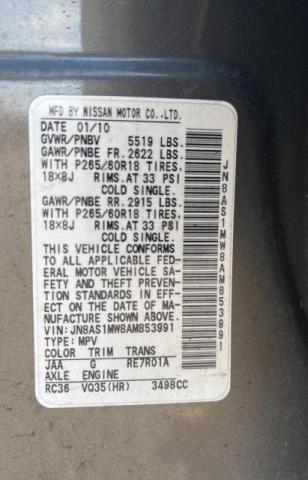 MFD BY NISSAN MOTOR CO.,LTD.
DATE 01/10
GVWR/PNBV 5519 LBS.
GAWR/PNBE FR. 2622 LBS.
WITH P265/60R18 TIRES,
18X8J RIMS.AT 33 PSI
COLD SINGLE.
GAWR/PNBE RR. 2915 LBS.
WITH P265/60R18 TIRES,
18X8J RIMS.AT 33 PSI
COLD SINGLE.
THIS VEHICLE CONFORMS
TO ALL APPLICABLE FED-
ERAL MOTOR VEHICLE SA-
FETY AND THEFT PREVEN-
TION STANDARDS IN EFF-
ECT ON THE DATE OF MA-
NUFACTURE SHOWN ABOVE.
VIN:JN8AS1MW8AM853991
TYPE: MPV
COLOR TRIM TRANS
JAA G RE7R01A
AXLE ENGINE
RC36 VQ35(HR) 3498CC
JN8AS1MW8AM853991